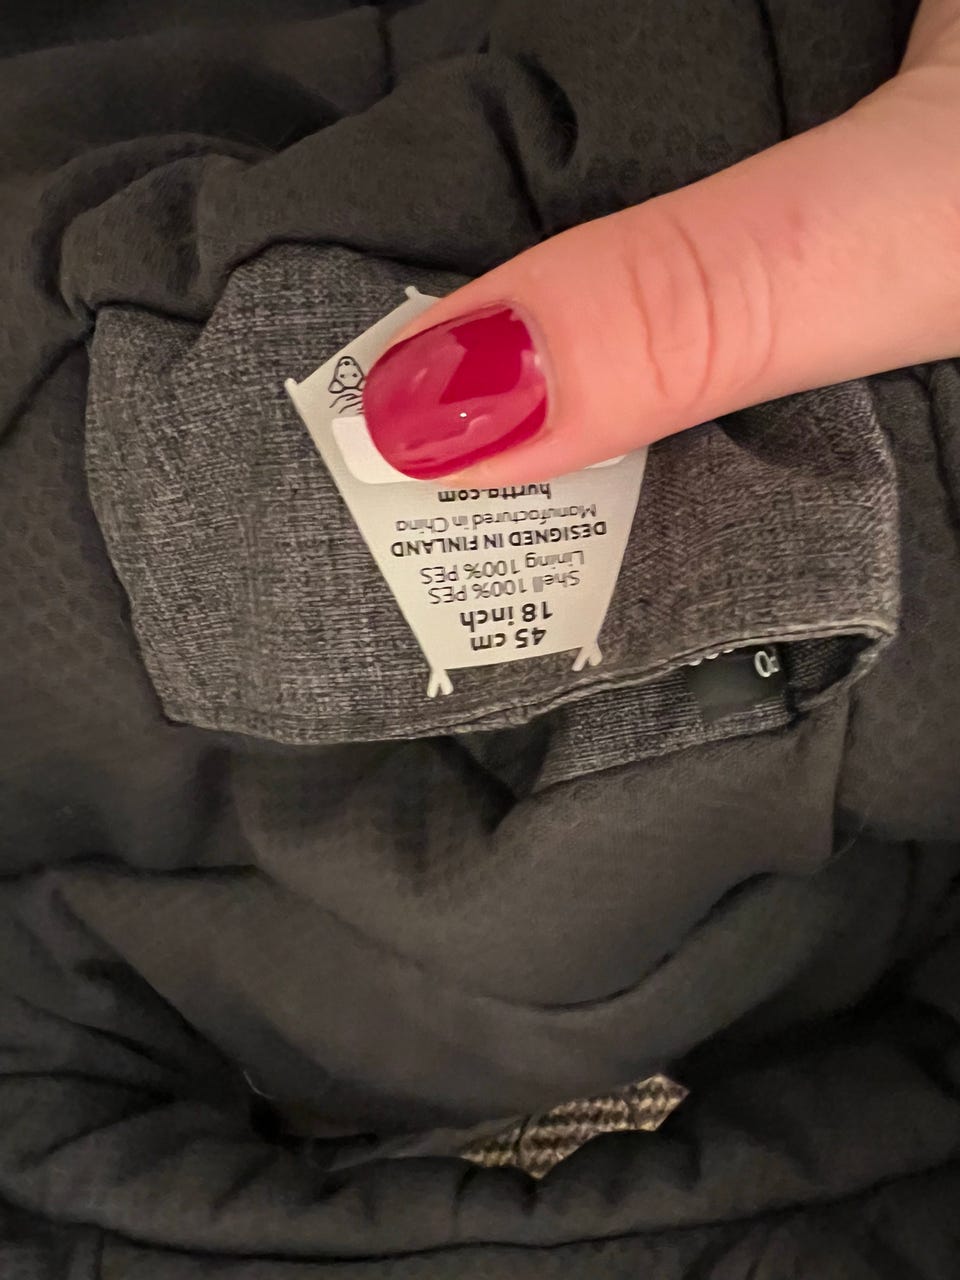 45 cm
18 inch
Shell 100% PES
Lining 100% PES
DESIGNED IN FINLAND
Manufactured in China
hurtta.com